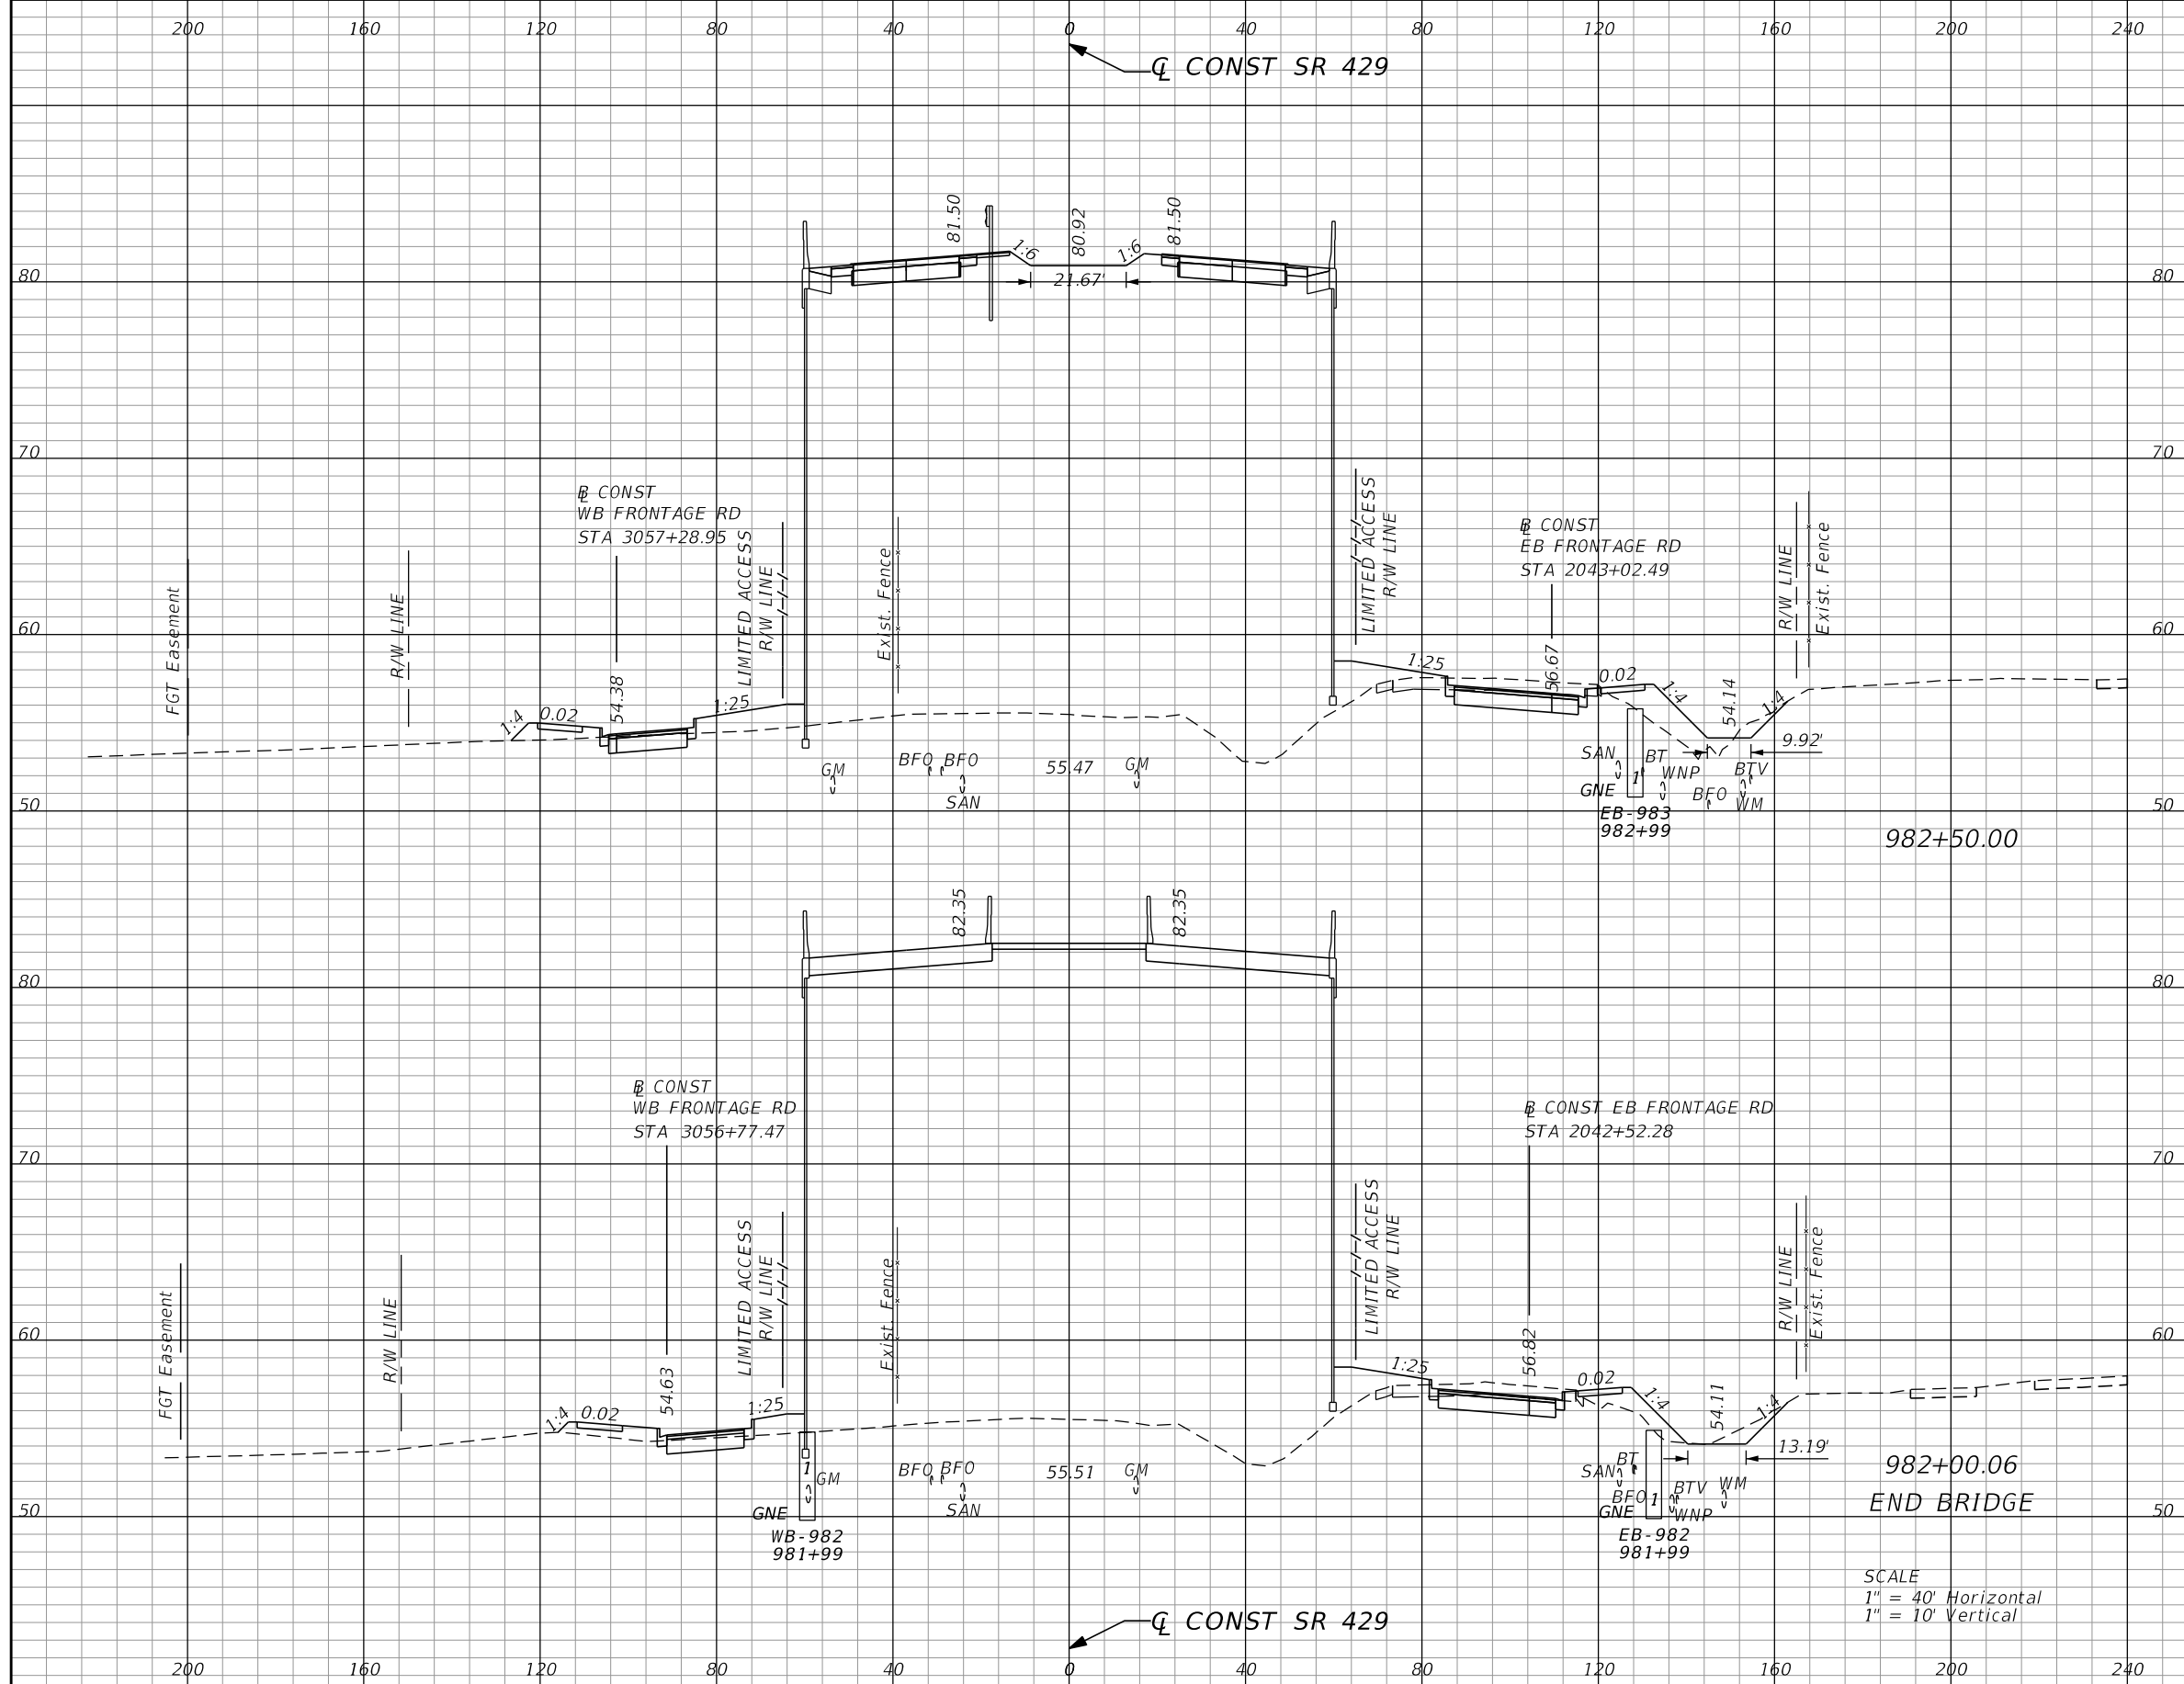 200 160 120 80 40 0 40 80 120 160 200 240
℄ CONST SR 429
81.50
1:6
80.92
1:6
81.50
21.67'
80 80
70 70
℄ CONST
WB FRONTAGE RD
STA 3057+28.95
LIMITED ACCESS
R/W LINE
Exist. Fence
LIMITED ACCESS
R/W LINE
BL CONST
EB FRONTAGE RD
STA 2043+02.49
R/W LINE
Exist. Fence
60 60
FGT Easement
R/W LINE
1:4
0.02
54.38
1:25
1:25
56.67
0.02
1:4
54.14
1:4
9.92'
GM
BFO
BFO
SAN
55.47
GM
SAN
BT
1'
WNP
GNE
BFO
BTV
WM
50 50
EB-983
982+99
982+50.00
82.35
82.35
80 80
BL CONST
WB FRONTAGE RD
STA 3056+77.47
BL CONST EB FRONTAGE RD
STA 2042+52.28
70 70
FGT Easement
R/W LINE
LIMITED ACCESS
R/W LINE
Exist. Fence
LIMITED ACCESS
R/W LINE
R/W LINE
Exist. Fence
60 60
1:4
0.02
54.63
1:25
1:25
56.82
0.02
1:4
54.11
1:4
13.19'
1
GM
BFO
BFO
SAN
55.51
GM
BT
SAN
BFO
1
BTV
WM
GNE
GNE
WNP
50 50
WB-982
981+99
EB-982
981+99
982+00.06
END BRIDGE
SCALE
1" = 40' Horizontal
1" = 10' Vertical
℄ CONST SR 429
200 160 120 80 40 0 40 80 120 160 200 240